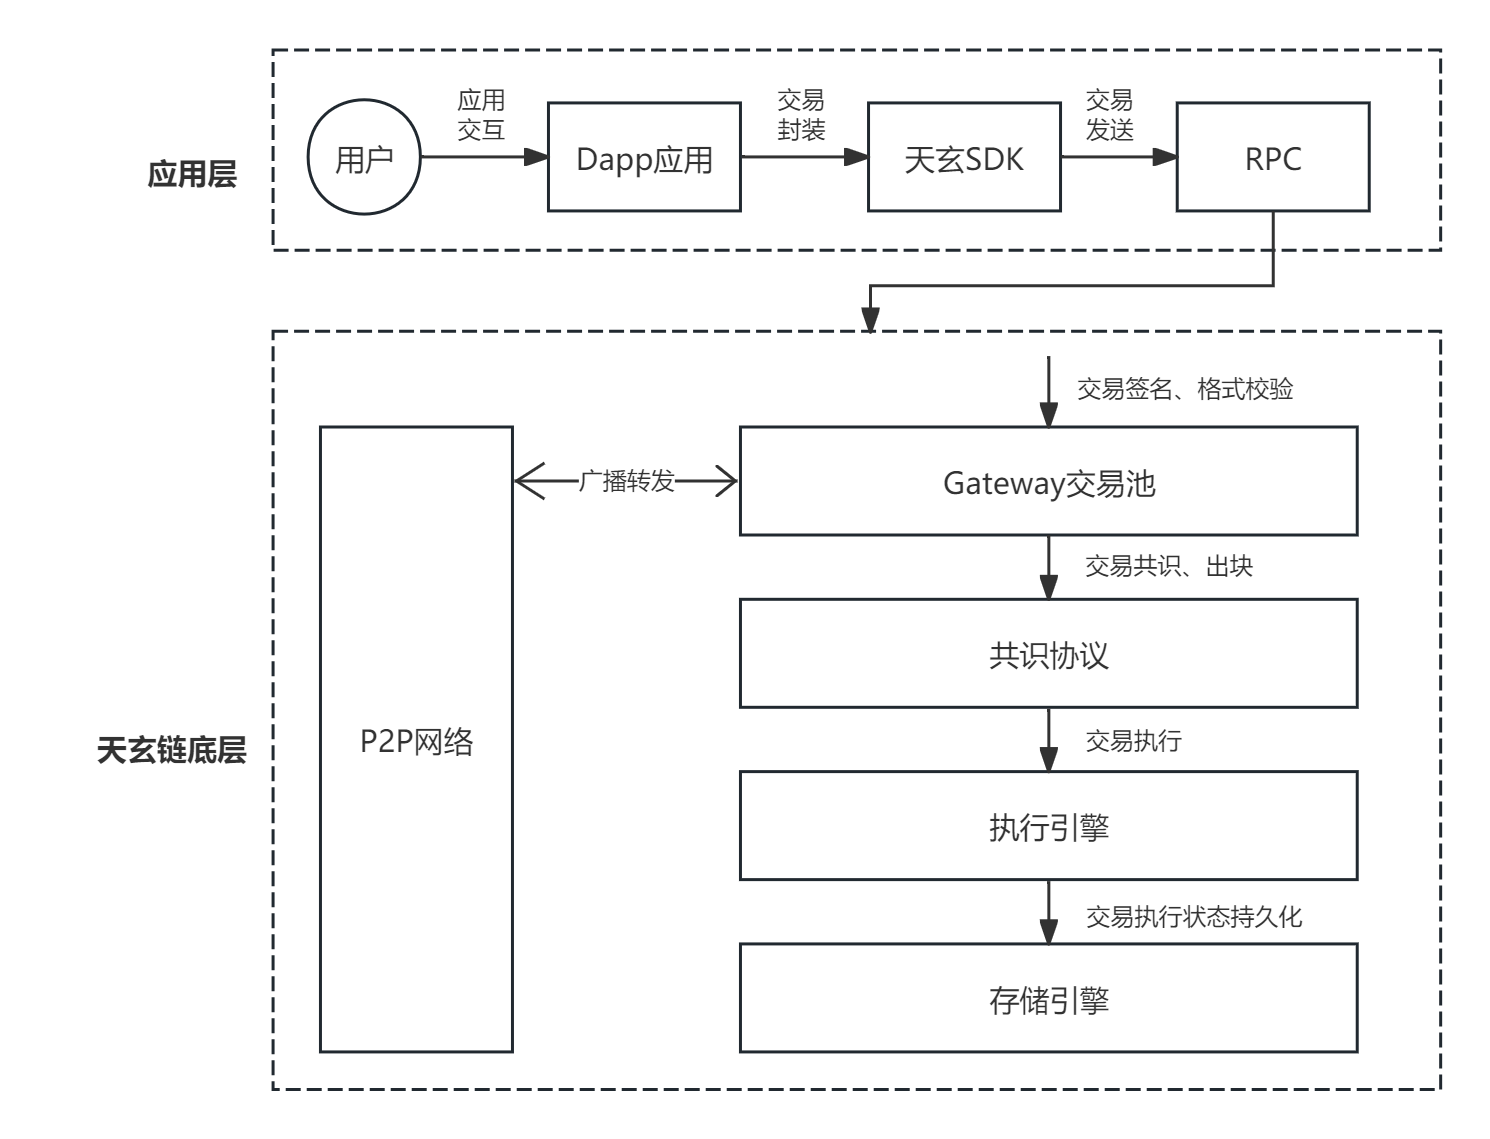 应用层
用户
应用
交互
Dapp应用
交易
封装
天玄SDK
交易
发送
RPC
天玄链底层
交易签名、格式校验
P2P网络
广播转发
Gateway交易池
交易共识、出块
共识协议
交易执行
执行引擎
交易执行状态持久化
存储引擎